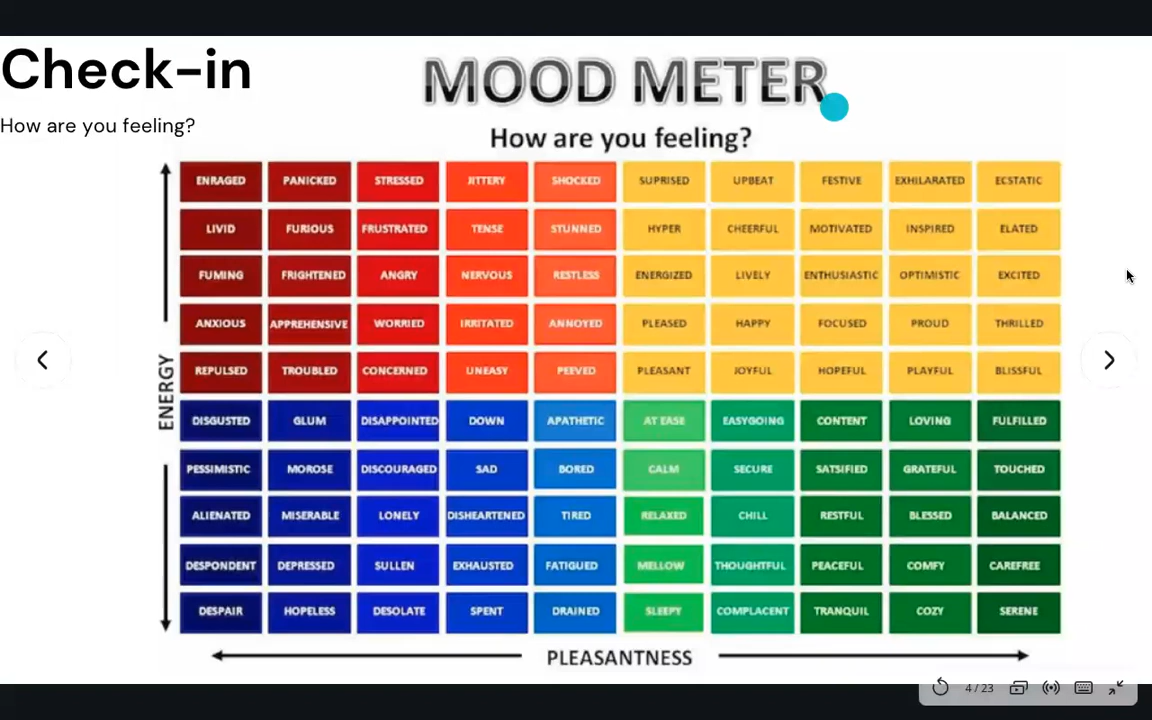 Check-in
MOOD METER
How are you feeling?
How are you feeling?
ENRAGED PANICKED STRESSED JITTERY SHOCKED SUPRISED UPBEAT FESTIVE EXHILARATED ECSTATIC
LIVID FURIOUS FRUSTRATED TENSE STUNNED HYPER CHEERFUL MOTIVATED INSPIRED ELATED
FUMING FRIGHTENED ANGRY NERVOUS RESTLESS ENERGIZED LIVELY ENTHUSIASTIC OPTIMISTIC EXCITED
ANXIOUS APPREHENSIVE WORRIED IRRITATED ANNOYED PLEASED HAPPY FOCUSED PROUD THRILLED
REPULSED TROUBLED CONCERNED UNEASY PEEVED PLEASANT JOYFUL HOPEFUL PLAYFUL BLISSFUL
ENERGY
DISGUSTED GLUM DISAPPOINTED DOWN APATHETIC AT EASE EASYGOING CONTENT LOVING FULFILLED
PESSIMISTIC MOROSE DISCOURAGED SAD BORED CALM SECURE SATSIFIED GRATEFUL TOUCHED
ALIENATED MISERABLE LONELY DISHEARTENED TIRED RELAXED CHILL RESTFUL BLESSED BALANCED
DESPONDENT DEPRESSED SULLEN EXHAUSTED FATIGUED MELLOW THOUGHTFUL PEACEFUL COMFY CAREFREE
DESPAIR HOPELESS DESOLATE SPENT DRAINED SLEEPY COMPLACENT TRANQUIL COZY SERENE
PLEASANTNESS
4 / 23